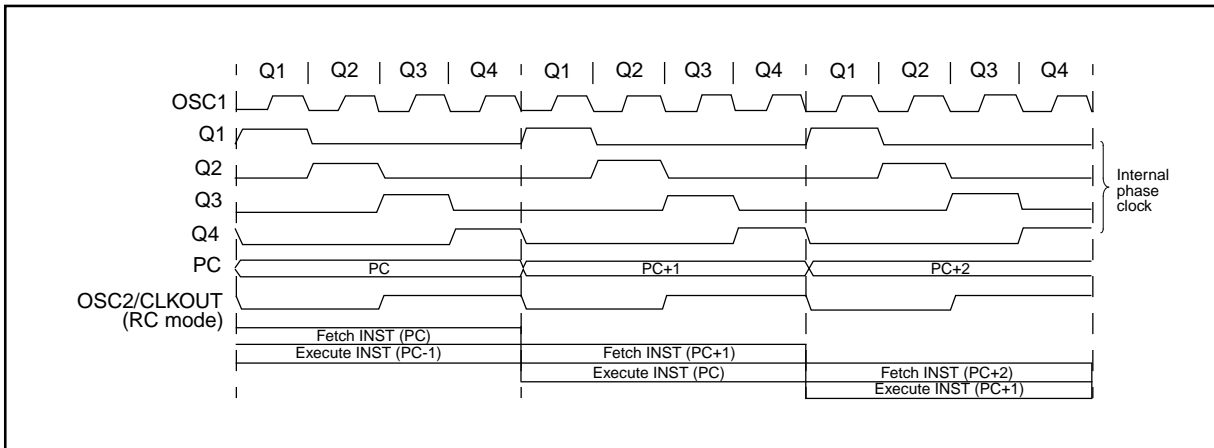 Q1 Q2 Q3 Q4 Q1 Q2 Q3 Q4 Q1 Q2 Q3 Q4
OSC1
Q1
Q2
Q3
Q4
PC
PC PC+1 PC+2
OSC2/CLKOUT
(RC mode)
Internal
phase
clock
Fetch INST (PC)
Execute INST (PC-1) Fetch INST (PC+1)
Execute INST (PC) Fetch INST (PC+2)
Execute INST (PC+1)